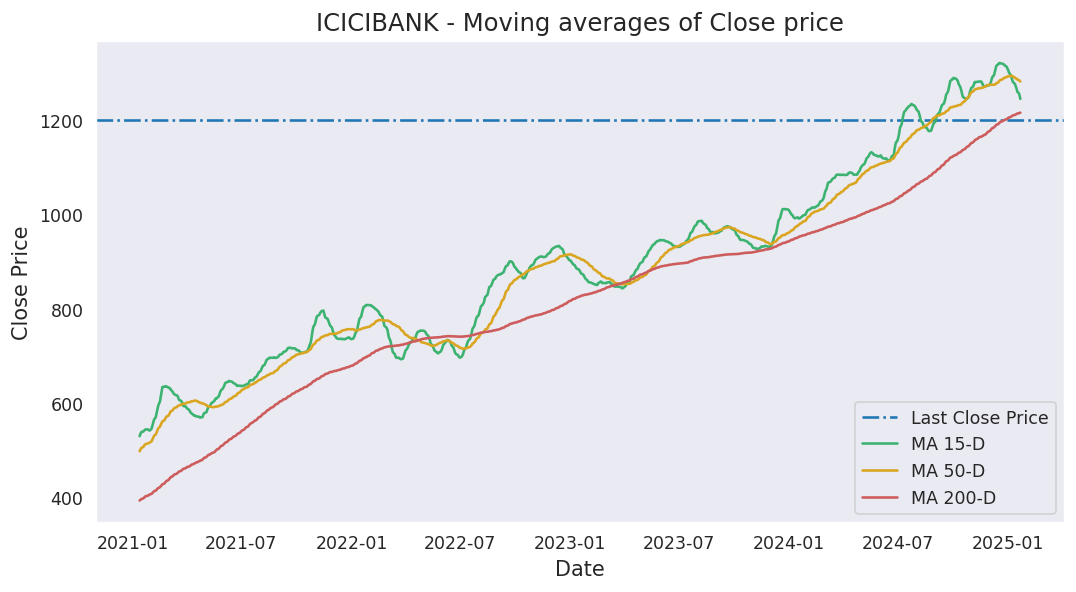 ICICIBANK - Moving averages of Close price
Close Price
1200
1000
800
600
400
2021-01 2021-07 2022-01 2022-07 2023-01 2023-07 2024-01 2024-07 2025-01
Date
Last Close Price
MA 15-D
MA 50-D
MA 200-D